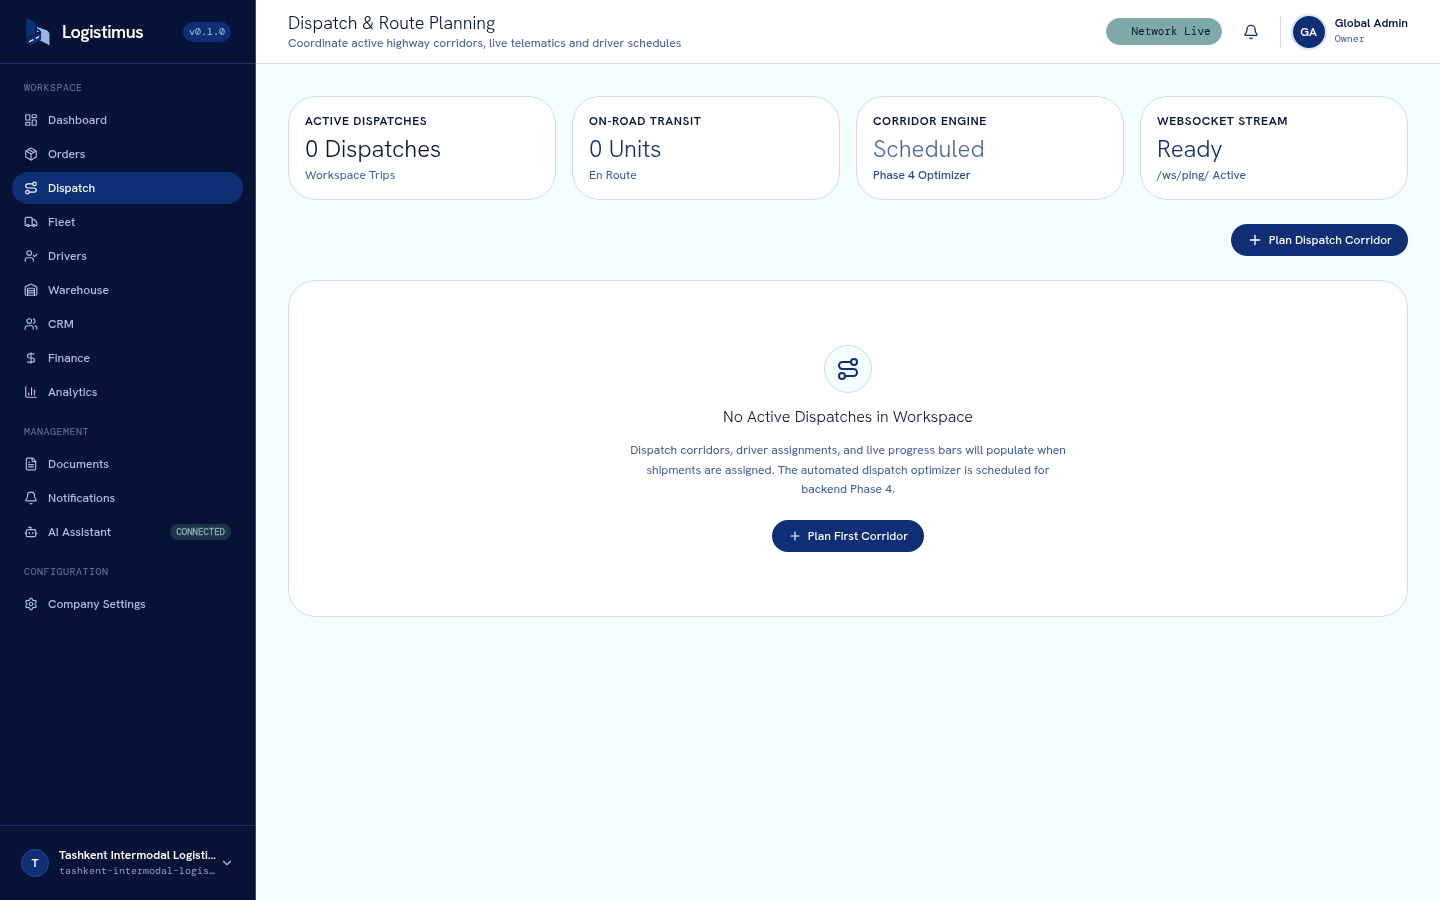 Logistimus
v0.1.0
WORKSPACE
Dashboard
Orders
Dispatch
Fleet
Drivers
Warehouse
CRM
Finance
Analytics
MANAGEMENT
Documents
Notifications
AI Assistant
CONNECTED
CONFIGURATION
Company Settings
T
Tashkent Intermodal Logisti...
tashkent-intermodal-logis...
Dispatch & Route Planning
Coordinate active highway corridors, live telematics and driver schedules
Network Live
GA
Global Admin
Owner
ACTIVE DISPATCHES
0 Dispatches
Workspace Trips
ON-ROAD TRANSIT
0 Units
En Route
CORRIDOR ENGINE
Scheduled
Phase 4 Optimizer
WEBSOCKET STREAM
Ready
/ws/ping/ Active
Plan Dispatch Corridor
No Active Dispatches in Workspace
Dispatch corridors, driver assignments, and live progress bars will populate when
shipments are assigned. The automated dispatch optimizer is scheduled for
backend Phase 4.
Plan First Corridor